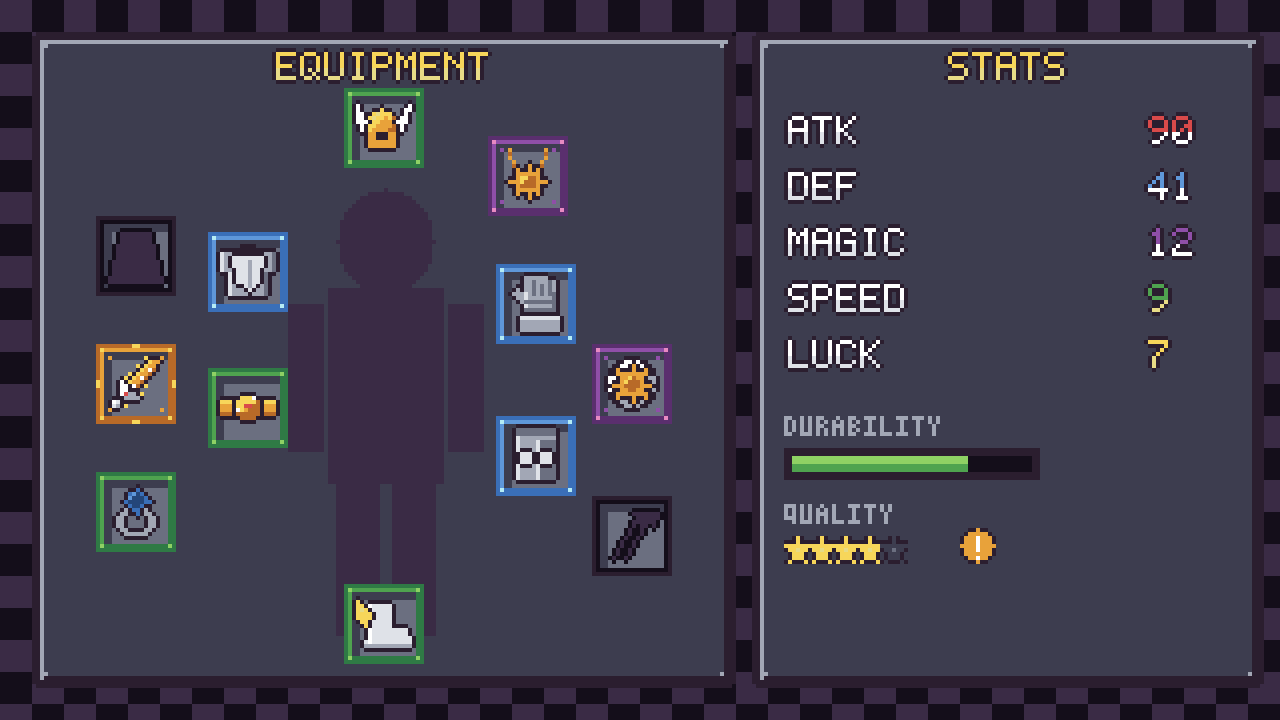 EQUIPMENT
STATS
ATK 90
DEF 41
MAGIC 12
SPEED 9
LUCK 7
DURABILITY
QUALITY
!